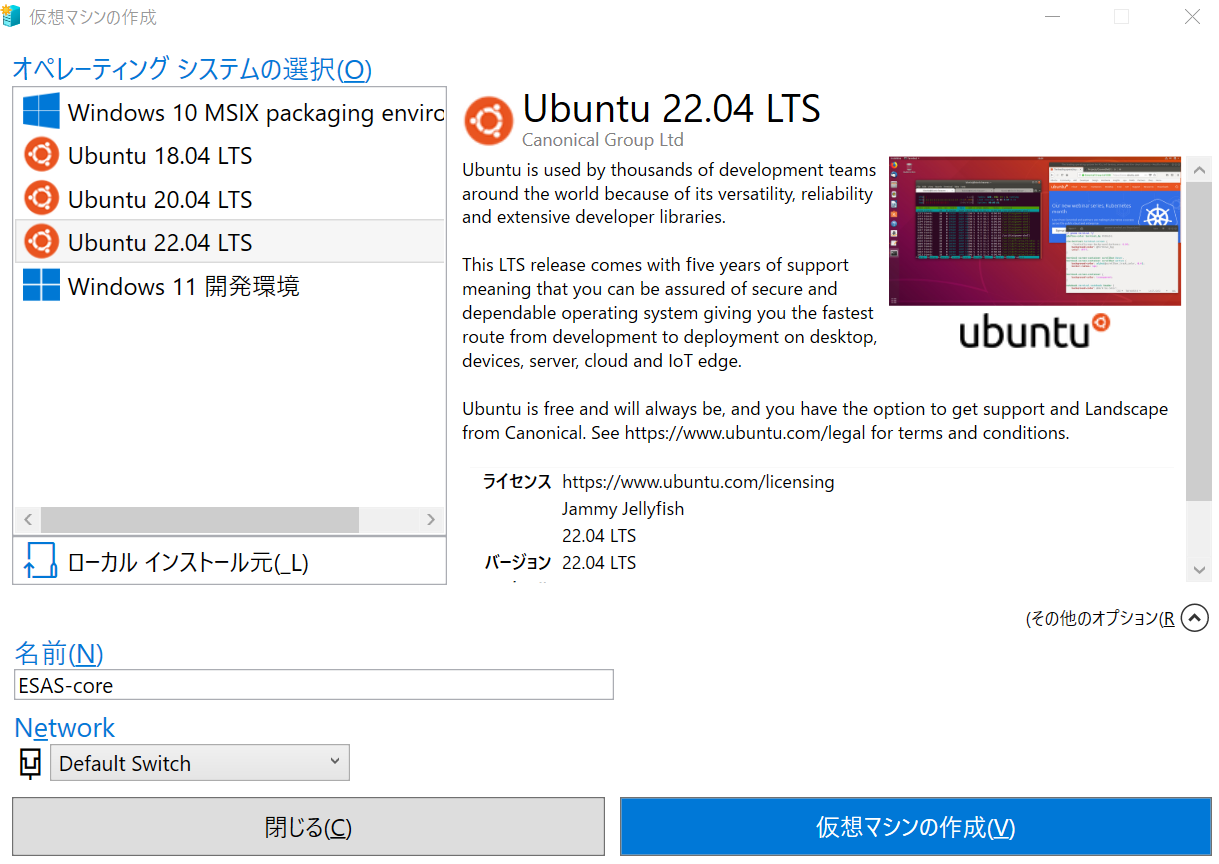 仮想マシンの作成
オペレーティング システムの選択(O)
Windows 10 MSIX packaging enviro
Ubuntu 18.04 LTS
Ubuntu 20.04 LTS
Ubuntu 22.04 LTS
Windows 11 開発環境
ローカル インストール元(_L)
Ubuntu 22.04 LTS
Canonical Group Ltd
Ubuntu is used by thousands of development teams
around the world because of its versatility, reliability
and extensive developer libraries.
This LTS release comes with five years of support
meaning that you can be assured of secure and
dependable operating system giving you the fastest
route from development to deployment on desktop,
devices, server, cloud and IoT edge.
ubuntu
Ubuntu is free and will always be, and you have the option to get support and Landscape
from Canonical. See https://www.ubuntu.com/legal for terms and conditions.
ライセンス https://www.ubuntu.com/licensing
Jammy Jellyfish
22.04 LTS
バージョン 22.04 LTS
(その他のオプション(R
名前(N)
ESAS-core
Network
Default Switch
閉じる(C)
仮想マシンの作成(V)